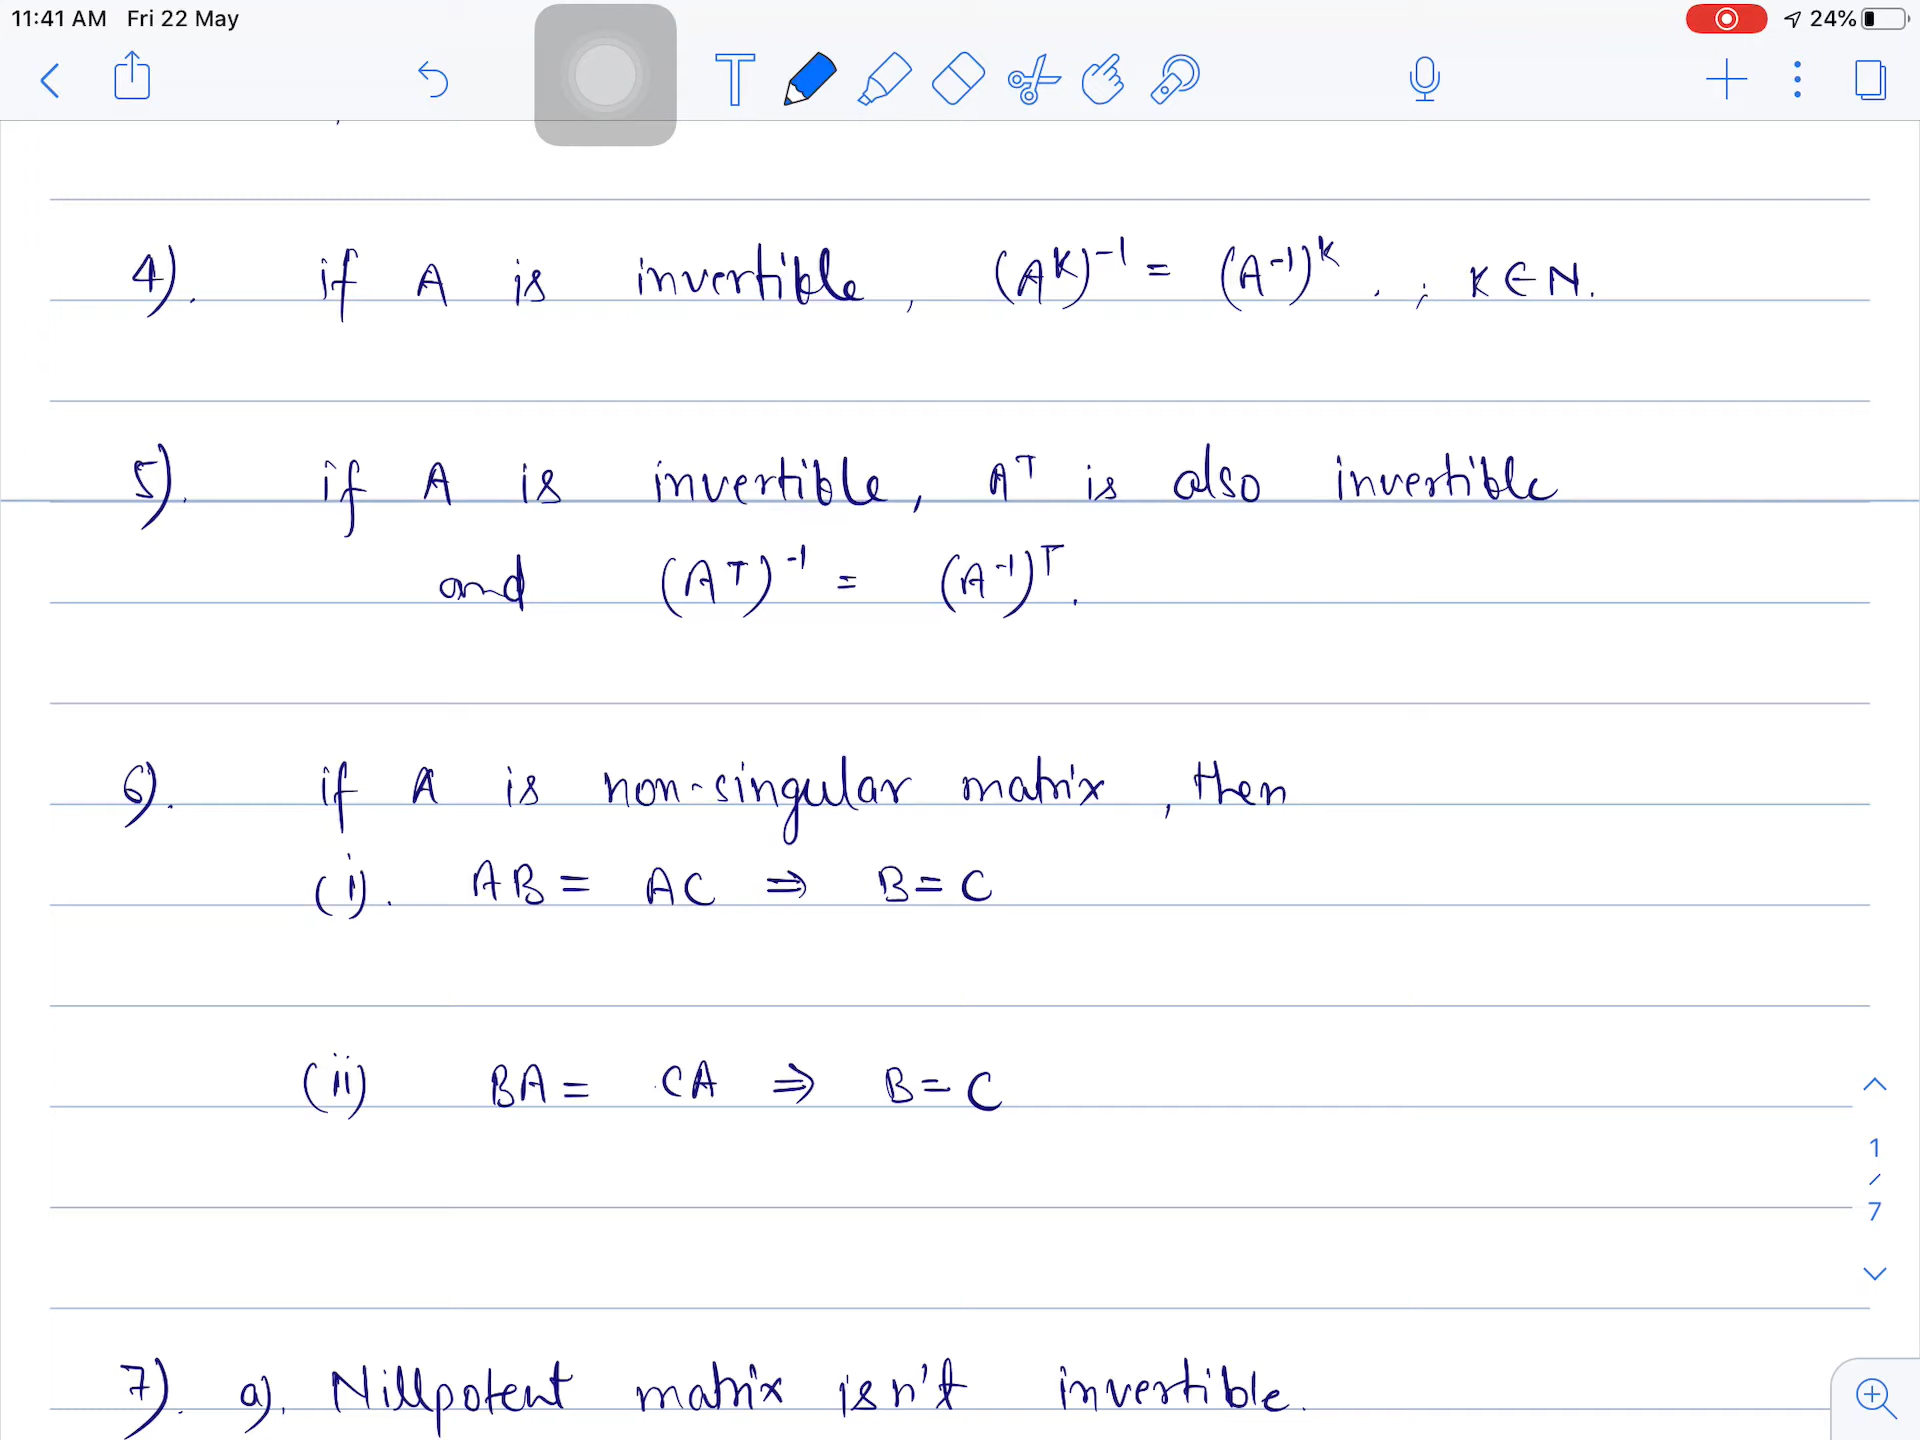 11:41 AM Fri 22 May 24%
4). if A is invertible, (A^K)^-1 = (A^-1)^k . ; K ∈ N.
5). if A is invertible, A^T is also invertible
and (A^T)^-1 = (A^-1)^T.
6). if A is non-singular matrix, then
(i). AB = AC ⇒ B = C
(ii) BA = CA ⇒ B = C
1
/
7
7). a). Nillpotent matrix isn't invertible.